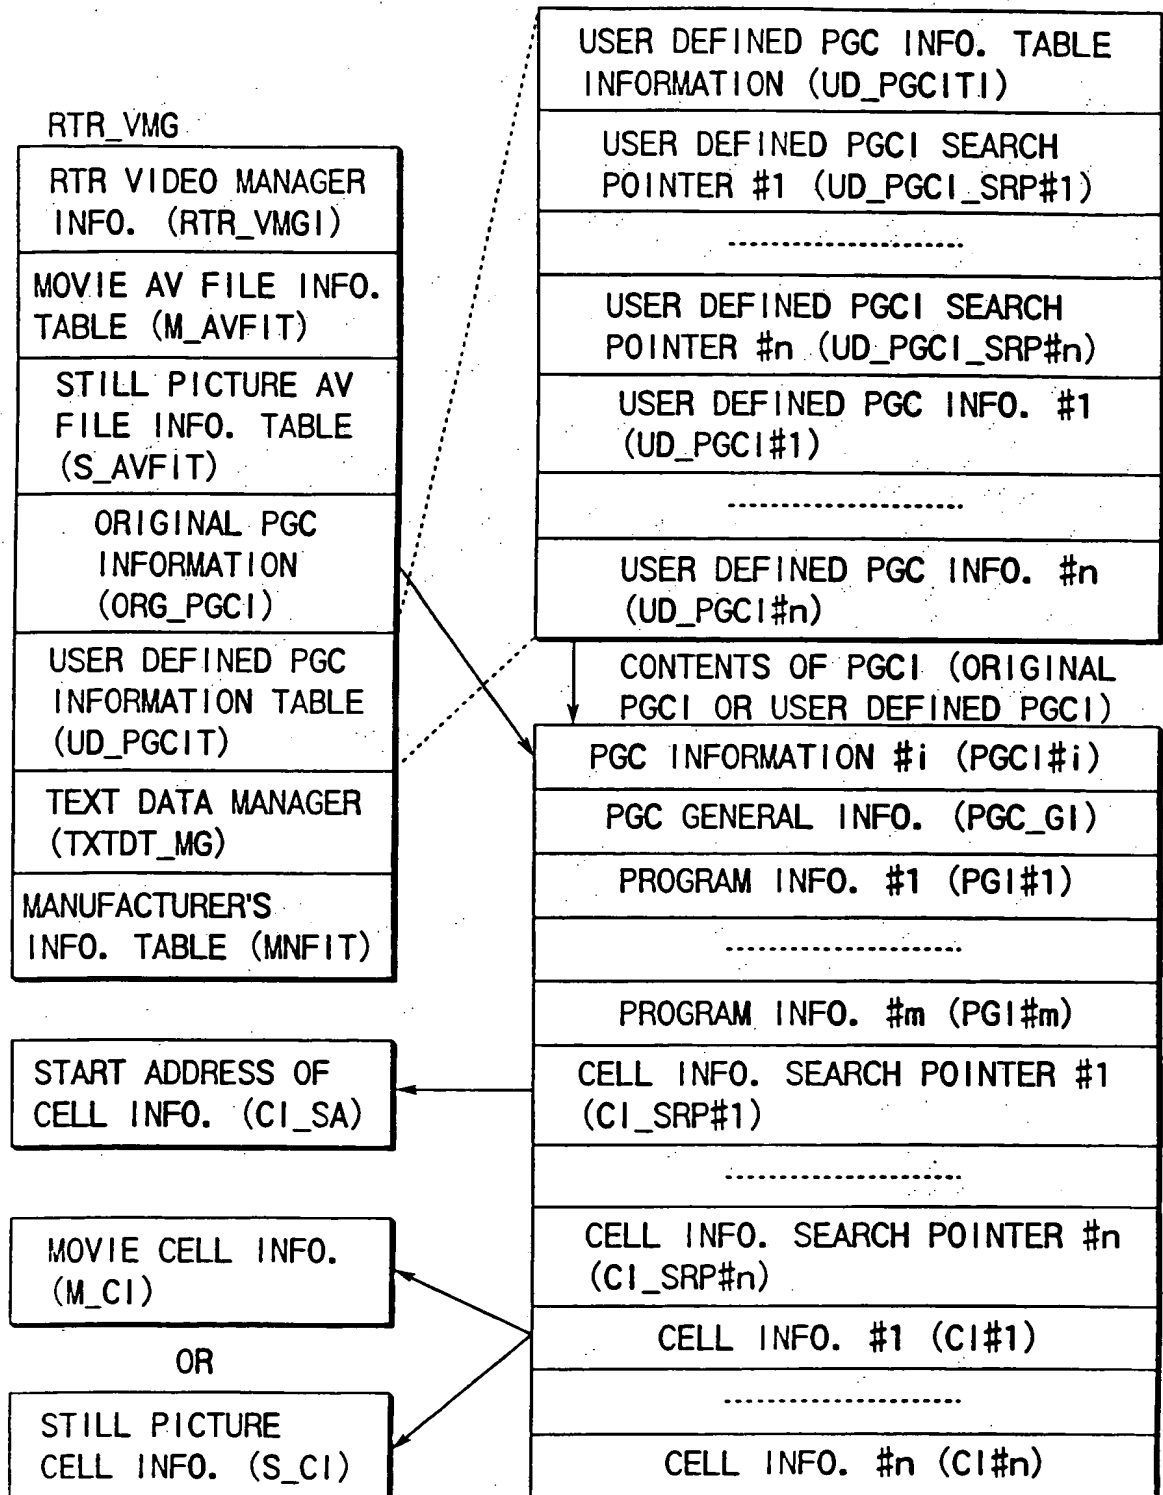 RTR_VMG
RTR VIDEO MANAGER
INFO. (RTR_VMGI)
MOVIE AV FILE INFO.
TABLE (M_AVFIT)
STILL PICTURE AV
FILE INFO. TABLE
(S_AVFIT)
ORIGINAL PGC
INFORMATION
(ORG_PGCI)
USER DEFINED PGC
INFORMATION TABLE
(UD_PGCIT)
TEXT DATA MANAGER
(TXTDT_MG)
MANUFACTURER'S
INFO. TABLE (MNFIT)
START ADDRESS OF
CELL INFO. (CI_SA)
MOVIE CELL INFO.
(M_CI)
OR
STILL PICTURE
CELL INFO. (S_CI)
USER DEFINED PGC INFO. TABLE
INFORMATION (UD_PGCITI)
USER DEFINED PGCI SEARCH
POINTER #1 (UD_PGCI_SRP#1)
USER DEFINED PGCI SEARCH
POINTER #n (UD_PGCI_SRP#n)
USER DEFINED PGC INFO. #1
(UD_PGCI#1)
USER DEFINED PGC INFO. #n
(UD_PGCI#n)
CONTENTS OF PGCI (ORIGINAL
PGCI OR USER DEFINED PGCI)
PGC INFORMATION #i (PGCI#i)
PGC GENERAL INFO. (PGC_GI)
PROGRAM INFO. #1 (PGI#1)
PROGRAM INFO. #m (PGI#m)
CELL INFO. SEARCH POINTER #1
(CI_SRP#1)
CELL INFO. SEARCH POINTER #n
(CI_SRP#n)
CELL INFO. #1 (CI#1)
CELL INFO. #n (CI#n)